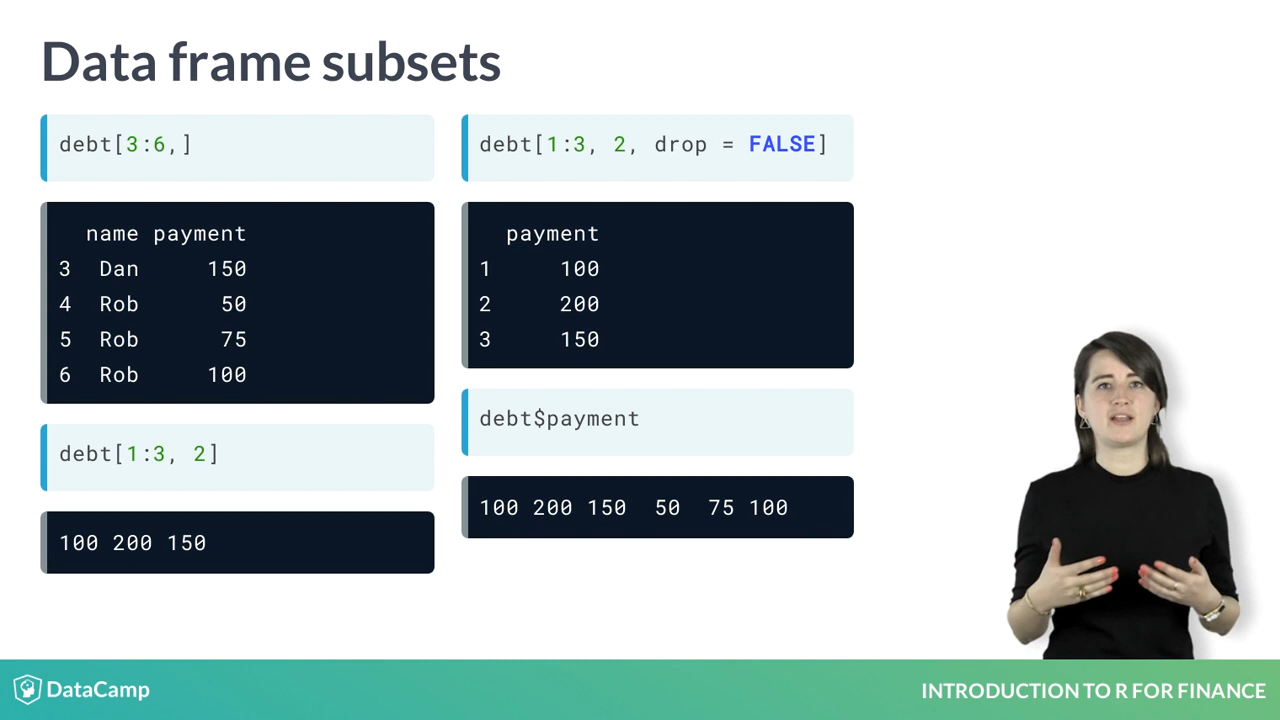 Data frame subsets
debt[3:6,]
  name payment
3  Dan     150
4  Rob      50
5  Rob      75
6  Rob     100
debt[1:3, 2]
100 200 150
debt[1:3, 2, drop = FALSE]
  payment
1     100
2     200
3     150
debt$payment
100 200 150  50  75 100
DataCamp
INTRODUCTION TO R FOR FINANCE